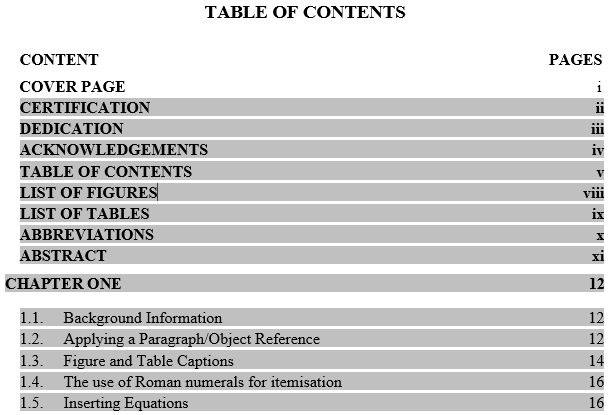 TABLE OF CONTENTS
CONTENT PAGES
COVER PAGE i
CERTIFICATION ii
DEDICATION iii
ACKNOWLEDGEMENTS iv
TABLE OF CONTENTS v
LIST OF FIGURES viii
LIST OF TABLES ix
ABBREVIATIONS x
ABSTRACT xi
CHAPTER ONE 12
1.1. Background Information 12
1.2. Applying a Paragraph/Object Reference 12
1.3. Figure and Table Captions 14
1.4. The use of Roman numerals for itemisation 16
1.5. Inserting Equations 16